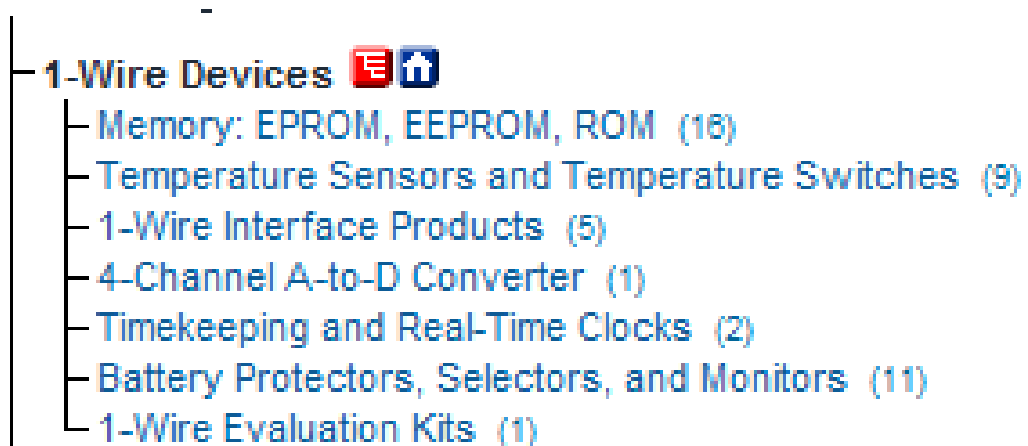 1-Wire Devices
Memory: EPROM, EEPROM, ROM (16)
Temperature Sensors and Temperature Switches (9)
1-Wire Interface Products (5)
4-Channel A-to-D Converter (1)
Timekeeping and Real-Time Clocks (2)
Battery Protectors, Selectors, and Monitors (11)
1-Wire Evaluation Kits (1)